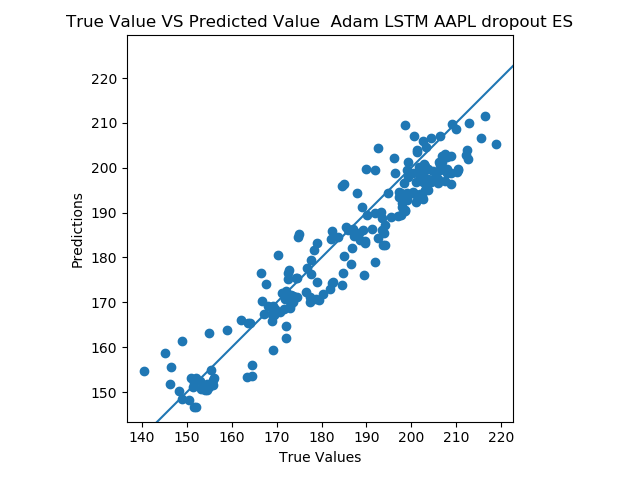 True Value VS Predicted Value  Adam LSTM AAPL dropout ES
220
210
200
190
180
170
160
150
Predictions
140 150 160 170 180 190 200 210 220
True Values